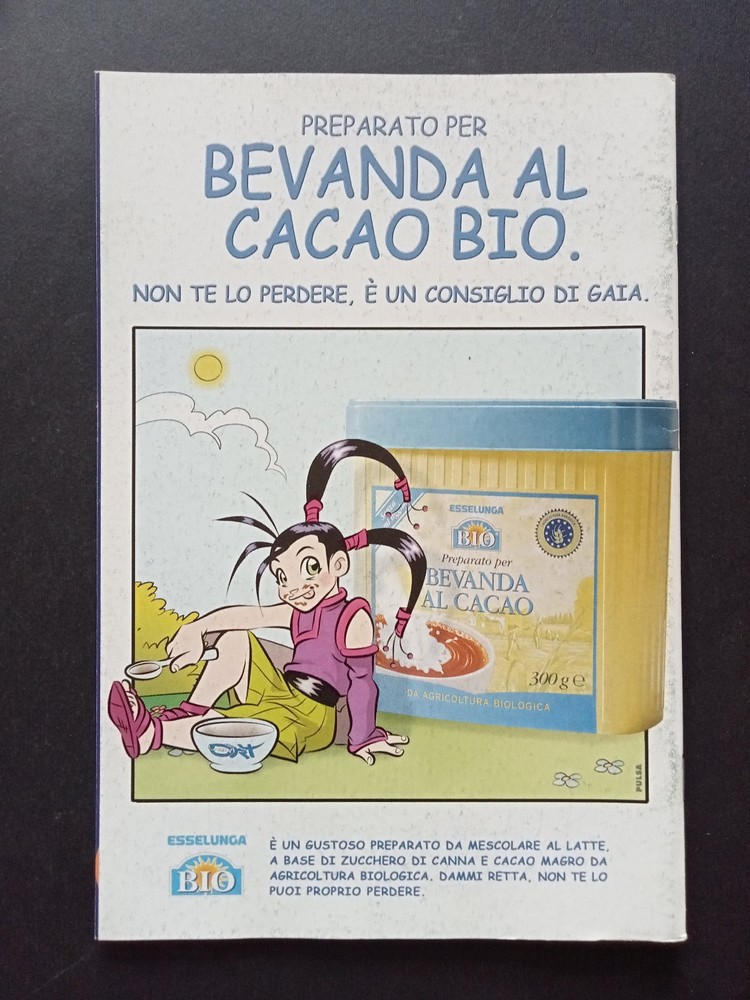 PREPARATO PER
BEVANDA AL
CACAO BIO.
NON TE LO PERDERE, È UN CONSIGLIO DI GAIA.
ESSELUNGA
BIO
Preparato per
BEVANDA
AL CACAO
300 g e
DA AGRICOLTURA BIOLOGICA
PULSA
ESSELUNGA
BIO
È UN GUSTOSO PREPARATO DA MESCOLARE AL LATTE,
A BASE DI ZUCCHERO DI CANNA E CACAO MAGRO DA
AGRICOLTURA BIOLOGICA. DAMMI RETTA, NON TE LO
PUOI PROPRIO PERDERE.